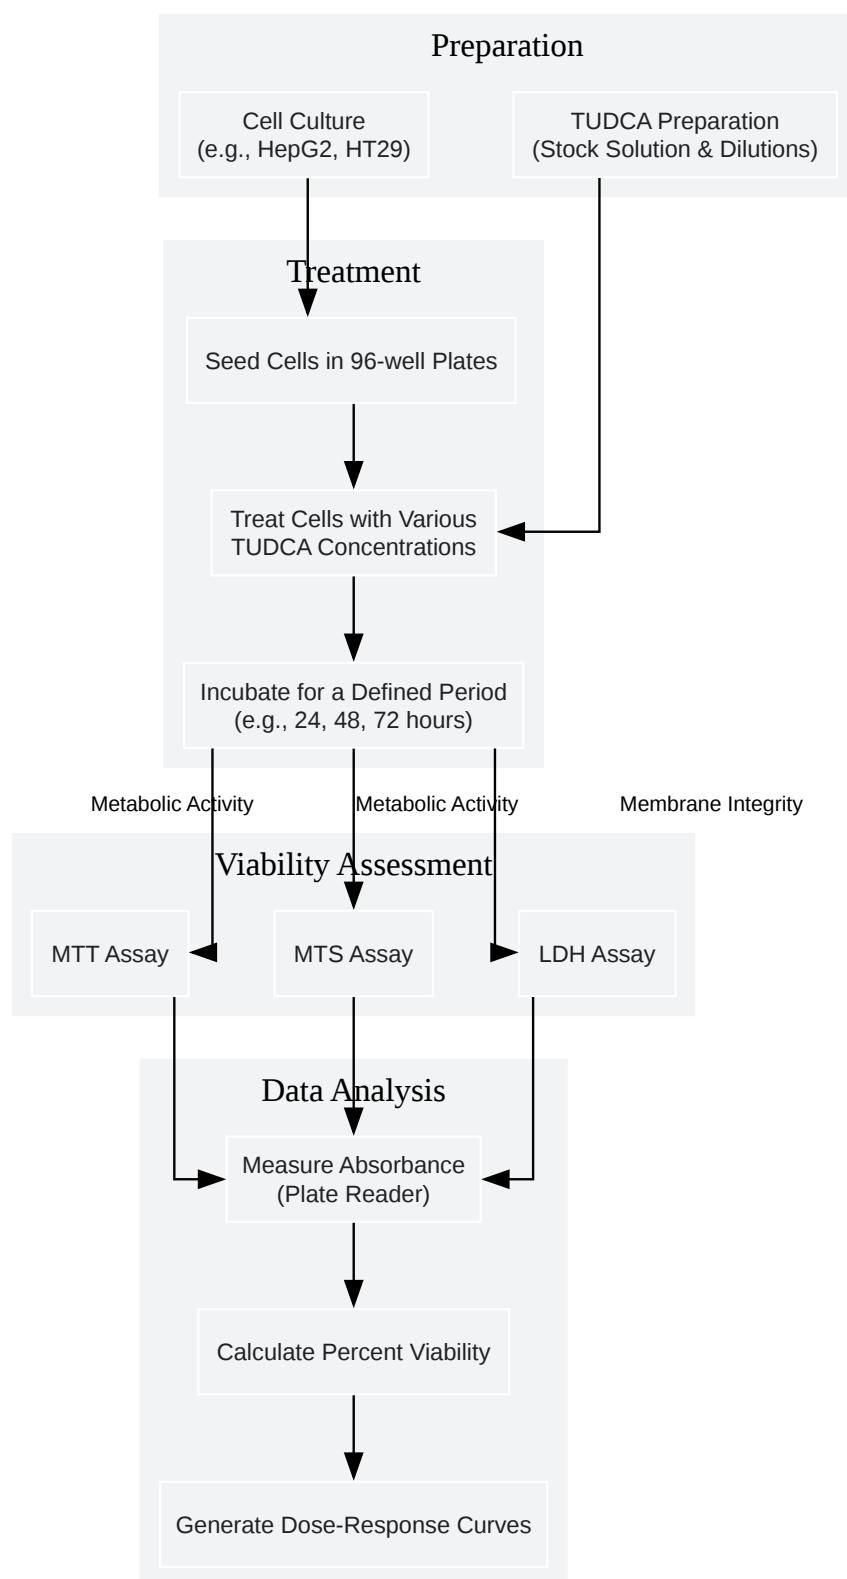 Preparation
Cell Culture
(e.g., HepG2, HT29)
TUDCA Preparation
(Stock Solution & Dilutions)
Treatment
Seed Cells in 96-well Plates
Treat Cells with Various
TUDCA Concentrations
Incubate for a Defined Period
(e.g., 24, 48, 72 hours)
Metabolic Activity
Metabolic Activity
Membrane Integrity
Viability Assessment
MTT Assay
MTS Assay
LDH Assay
Data Analysis
Measure Absorbance
(Plate Reader)
Calculate Percent Viability
Generate Dose-Response Curves